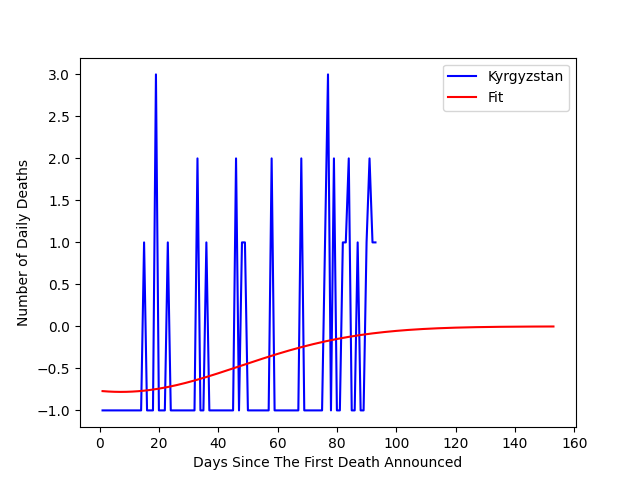 Kyrgyzstan
Fit
3.0
2.5
2.0
1.5
1.0
0.5
0.0
−0.5
−1.0
Number of Daily Deaths
0 20 40 60 80 100 120 140 160
Days Since The First Death Announced